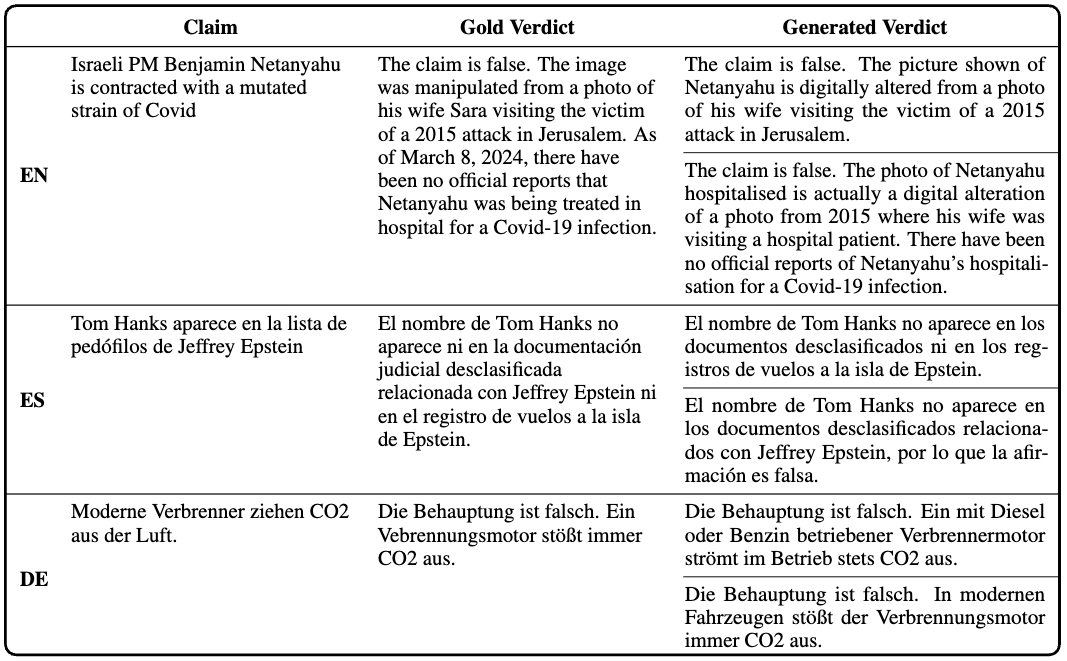 Claim Gold Verdict Generated Verdict
EN
Israeli PM Benjamin Netanyahu
is contracted with a mutated
strain of Covid
The claim is false. The image
was manipulated from a photo of
his wife Sara visiting the victim
of a 2015 attack in Jerusalem. As
of March 8, 2024, there have
been no official reports that
Netanyahu was being treated in
hospital for a Covid-19 infection.
The claim is false. The picture shown of
Netanyahu is digitally altered from a photo
of his wife visiting the victim of a 2015
attack in Jerusalem.
The claim is false. The photo of Netanyahu
hospitalised is actually a digital alteration
of a photo from 2015 where his wife was
visiting a hospital patient. There have been
no official reports of Netanyahu's hospitali-
sation for a Covid-19 infection.
ES
Tom Hanks aparece en la lista de
pedófilos de Jeffrey Epstein
El nombre de Tom Hanks no
aparece ni en la documentación
judicial desclasificada
relacionada con Jeffrey Epstein ni
en el registro de vuelos a la isla
de Epstein.
El nombre de Tom Hanks no aparece en los
documentos desclasificados ni en los reg-
istros de vuelos a la isla de Epstein.
El nombre de Tom Hanks no aparece en
los documentos desclasificados relaciona-
dos con Jeffrey Epstein, por lo que la afir-
mación es falsa.
DE
Moderne Verbrenner ziehen CO2
aus der Luft.
Die Behauptung ist falsch. Ein
Vebrennungsmotor stößt immer
CO2 aus.
Die Behauptung ist falsch. Ein mit Diesel
oder Benzin betriebener Verbrennermotor
strömt im Betrieb stets CO2 aus.
Die Behauptung ist falsch. In modernen
Fahrzeugen stößt der Verbrennungsmotor
immer CO2 aus.